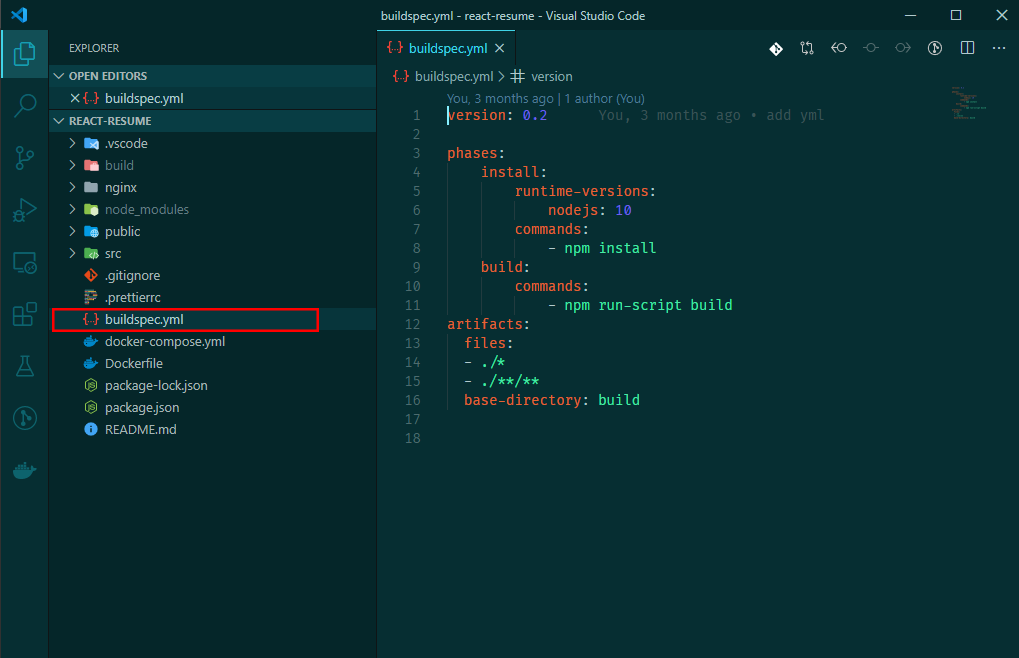 buildspec.yml - react-resume - Visual Studio Code
EXPLORER
OPEN EDITORS
buildspec.yml
REACT-RESUME
.vscode
build
nginx
node_modules
public
src
.gitignore
.prettierrc
buildspec.yml
docker-compose.yml
Dockerfile
package-lock.json
package.json
README.md
buildspec.yml
buildspec.yml > version
You, 3 months ago | 1 author (You)
1 version: 0.2 You, 3 months ago • add yml
2
3 phases:
4 install:
5 runtime-versions:
6 nodejs: 10
7 commands:
8 - npm install
9 build:
10 commands:
11 - npm run-script build
12 artifacts:
13 files:
14 - ./*
15 - ./**/**
16 base-directory: build
17
18